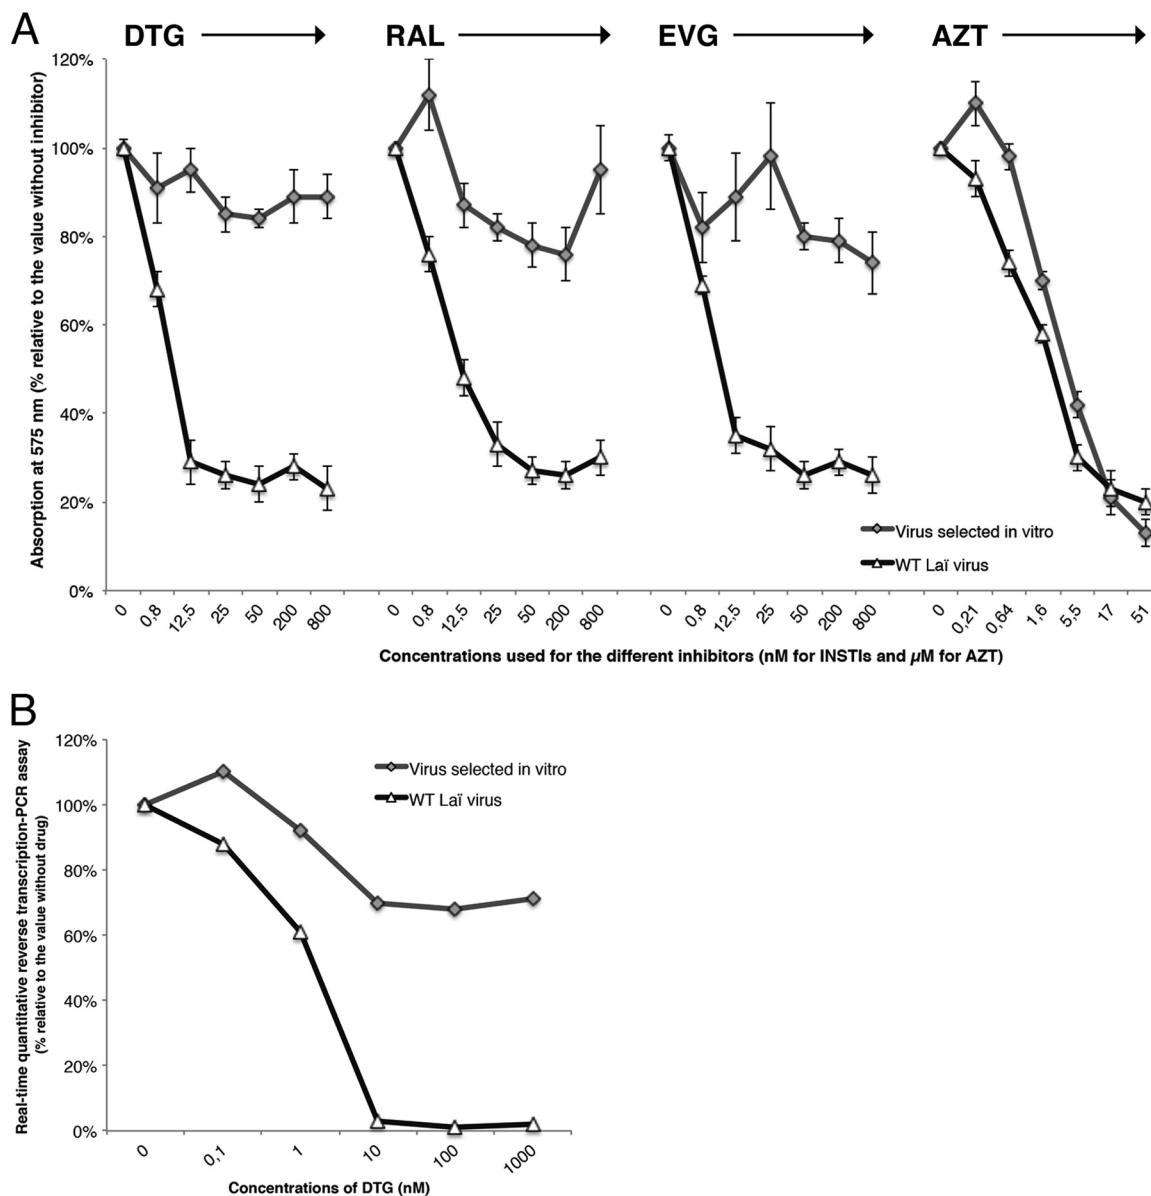 A
DTG
RAL
EVG
AZT
120%
100%
80%
60%
40%
20%
0%
Absorption at 575 nm (% relative to the value without inhibitor)
Virus selected in vitro
WT Laï virus
0 0,8 12,5 25 50 200 800 0 0,8 12,5 25 50 200 800 0 0,8 12,5 25 50 200 800 0 0,21 0,64 1,6 5,5 17 51
Concentrations used for the different inhibitors (nM for INSTIs and µM for AZT)
B
120%
100%
80%
60%
40%
20%
0%
Real-time quantitative reverse transcription-PCR assay
(% relative to the value without drug)
Virus selected in vitro
WT Laï virus
0 0,1 1 10 100 1000
Concentrations of DTG (nM)